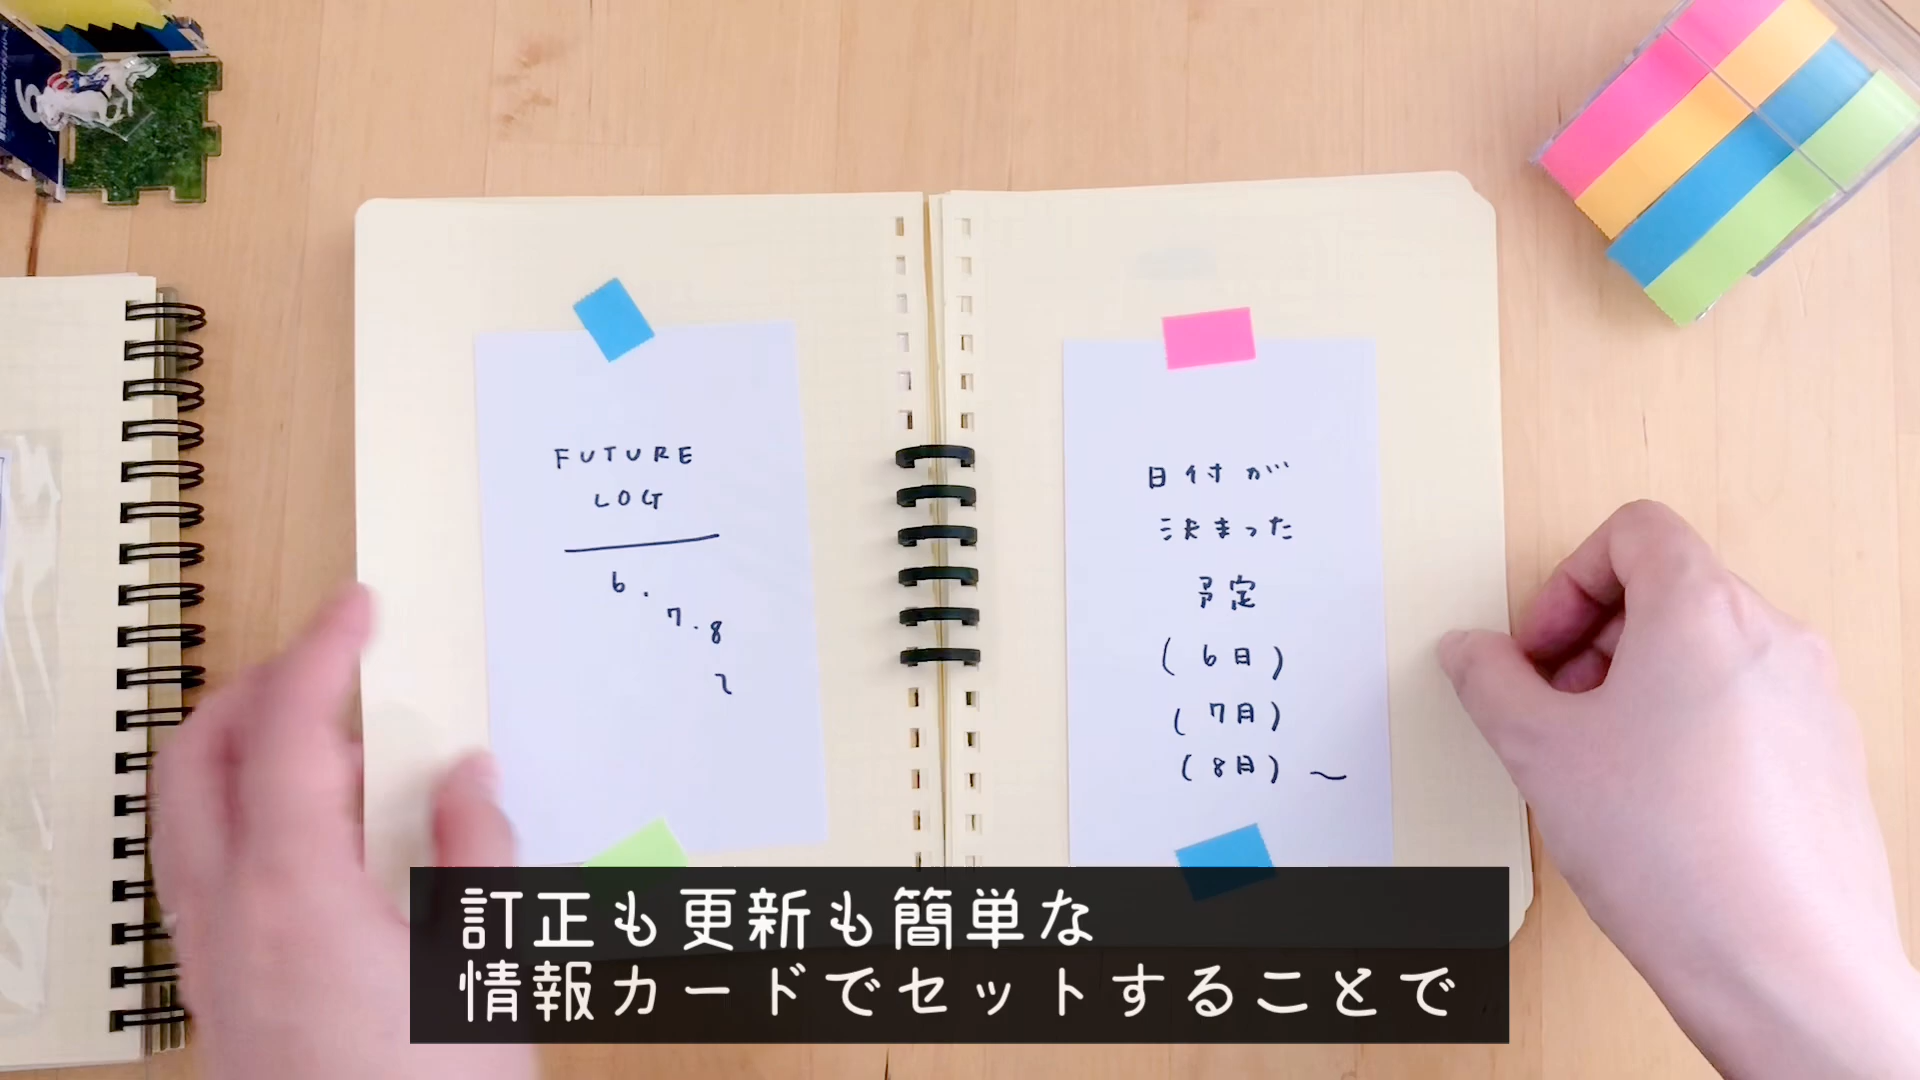 FUTURE
LOG
6.
7.8
～
日付が
決まった
予定
(6日)
(7月)
(8日)～
訂正も更新も簡単な
情報カードでセットすることで